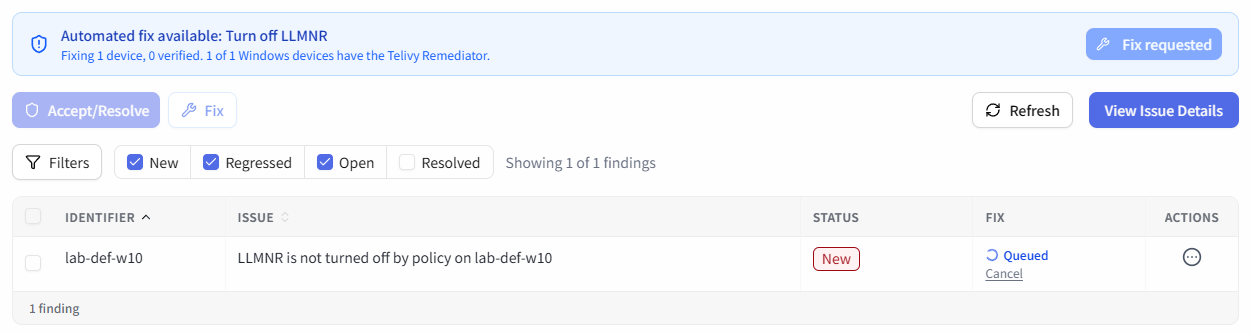 Automated fix available: Turn off LLMNR
Fixing 1 device, 0 verified. 1 of 1 Windows devices have the Telivy Remediator.
Fix requested
Accept/Resolve
Fix
Refresh
View Issue Details
Filters
New
Regressed
Open
Resolved
Showing 1 of 1 findings
IDENTIFIER
ISSUE
STATUS
FIX
ACTIONS
lab-def-w10
LLMNR is not turned off by policy on lab-def-w10
New
Queued
Cancel
1 finding